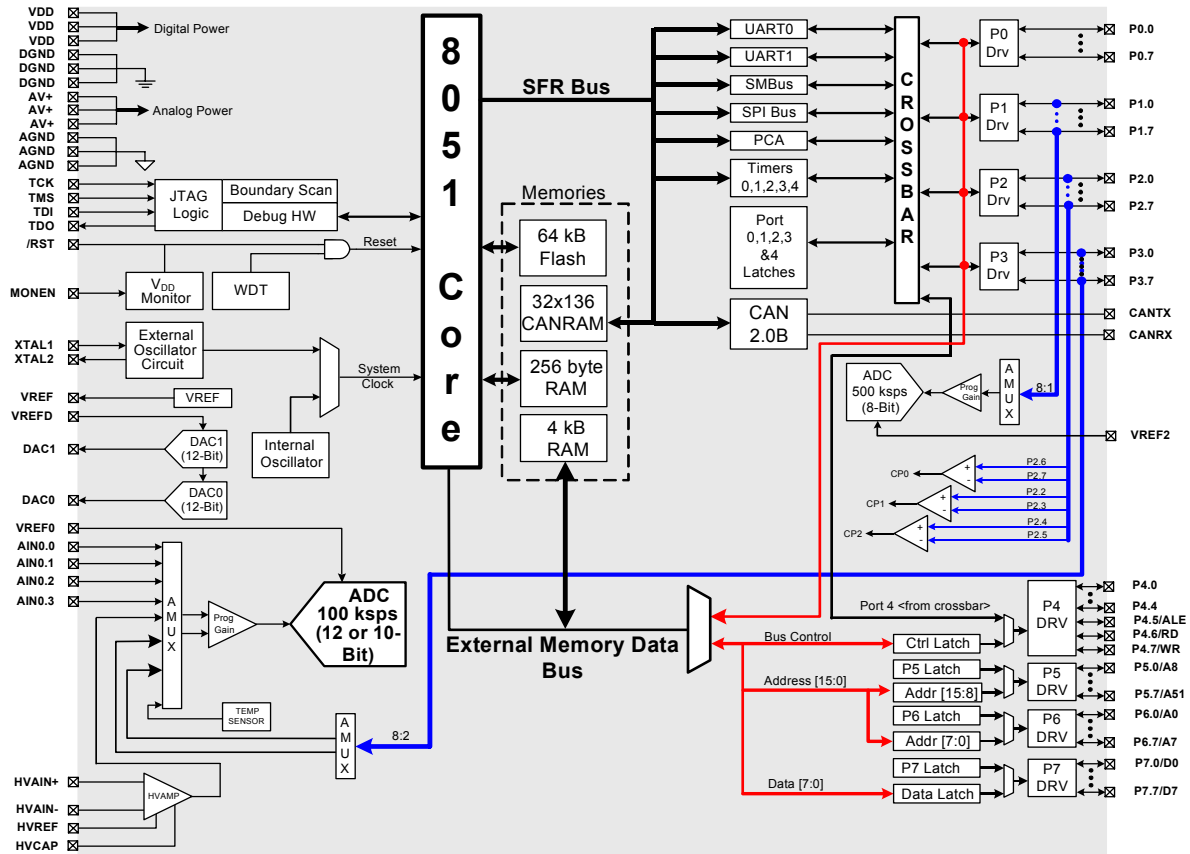 VDD
VDD
VDD
DGND
DGND
DGND
AV+
AV+
AV+
AGND
AGND
AGND
TCK
TMS
TDI
TDO
/RST
MONEN
XTAL1
XTAL2
VREF
VREFD
DAC1
DAC0
VREF0
AIN0.0
AIN0.1
AIN0.2
AIN0.3
HVAIN+
HVAIN-
HVREF
HVCAP
Digital Power
Analog Power
JTAG
Logic
Boundary Scan
Debug HW
Reset
VDD
Monitor
WDT
External
Oscillator
Circuit
System
Clock
VREF
Internal
Oscillator
DAC1
(12-Bit)
DAC0
(12-Bit)
A
M
U
X
Prog
Gain
ADC
100 ksps
(12 or 10-
Bit)
TEMP
SENSOR
A
M
U
X
8:2
HVAMP
8
0
5
1
C
o
r
e
SFR Bus
Memories
64 kB
Flash
32x136
CANRAM
256 byte
RAM
4 kB
RAM
External Memory Data
Bus
UART0
UART1
SMBus
SPI Bus
PCA
Timers
0,1,2,3,4
Port
0,1,2,3
&4
Latches
CAN
2.0B
C
R
O
S
S
B
A
R
P0
Drv
P1
Drv
P2
Drv
P3
Drv
P0.0
P0.7
P1.0
P1.7
P2.0
P2.7
P3.0
P3.7
CANTX
CANRX
VREF2
ADC
500 ksps
(8-Bit)
Prog
Gain
A
M
U
X
8:1
CP0
+
-
P2.6
P2.7
CP1
+
-
P2.2
P2.3
CP2
+
-
P2.4
P2.5
Port 4 <from crossbar>
Bus Control
Ctrl Latch
Address [15:0]
P5 Latch
Addr [15:8]
P6 Latch
Addr [7:0]
Data [7:0]
P7 Latch
Data Latch
P4
DRV
P5
DRV
P6
DRV
P7
DRV
P4.0
P4.4
P4.5/ALE
P4.6/RD
P4.7/WR
P5.0/A8
P5.7/A51
P6.0/A0
P6.7/A7
P7.0/D0
P7.7/D7